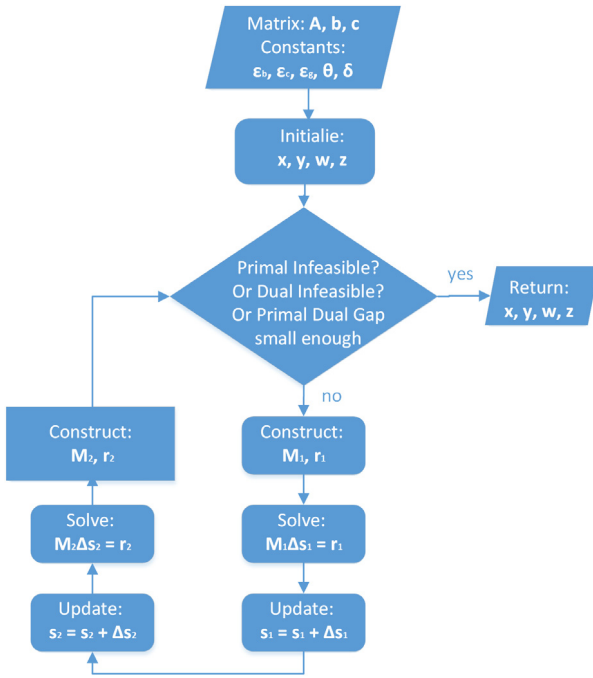 Matrix: A, b, c
Constants:
εb, εc, εg, θ, δ
Initialie:
x, y, w, z
Primal Infeasible?
Or Dual Infeasible?
Or Primal Dual Gap
small enough
yes
Return:
x, y, w, z
no
Construct:
M₂, r₂
Construct:
M₁, r₁
Solve:
M₂Δs₂ = r₂
Solve:
M₁Δs₁ = r₁
Update:
s₂ = s₂ + Δs₂
Update:
s₁ = s₁ + Δs₁